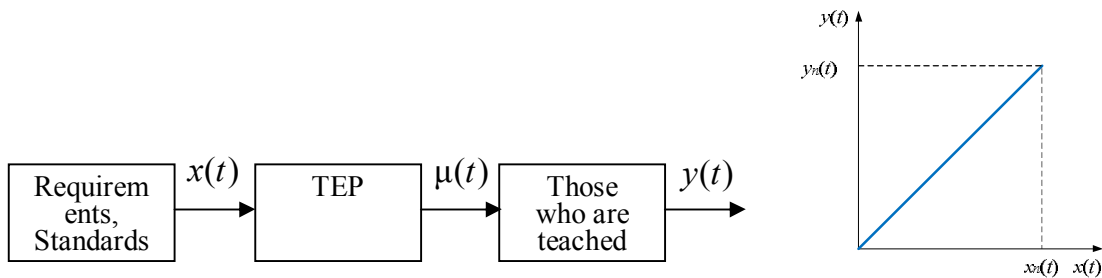 Requirem
ents,
Standards
x(t)
TEP
μ(t)
Those
who are
teached
y(t)
y(t)
yn(t)
xn(t) x(t)